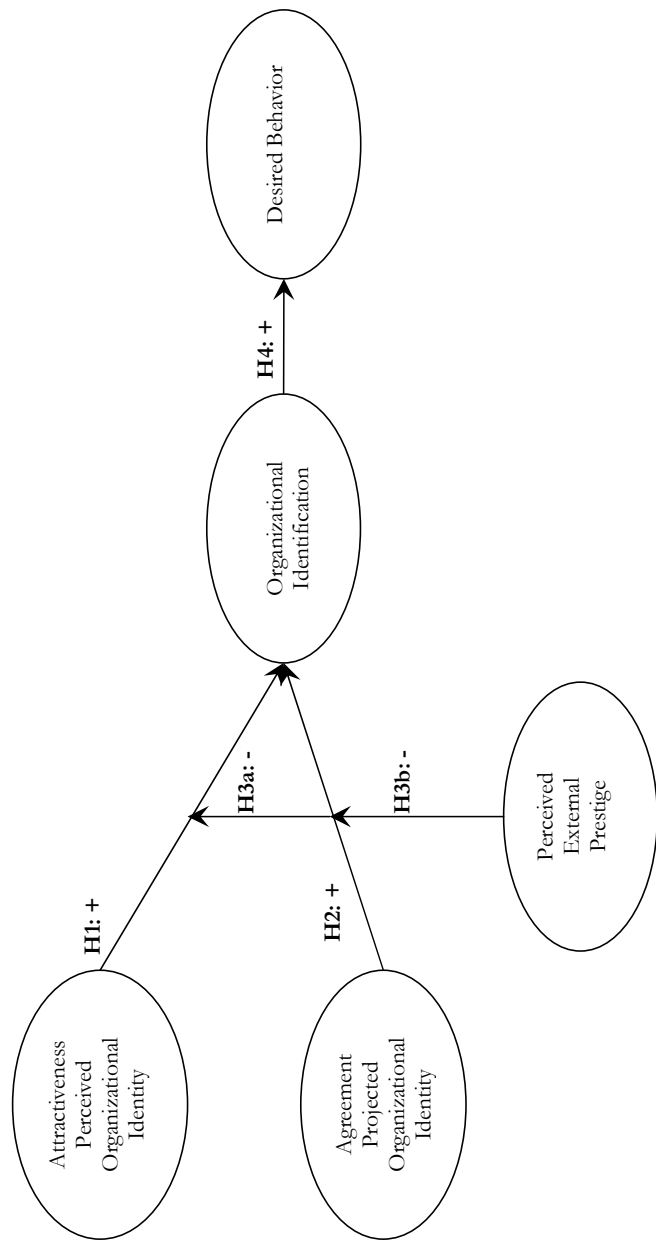 Attractiveness
Perceived
Organizational
Identity
H1: +
Agreement
Projected
Organizational
Identity
H2: +
H3a: -
H3b: -
Perceived
External
Prestige
Organizational
Identification
H4: +
Desired Behavior